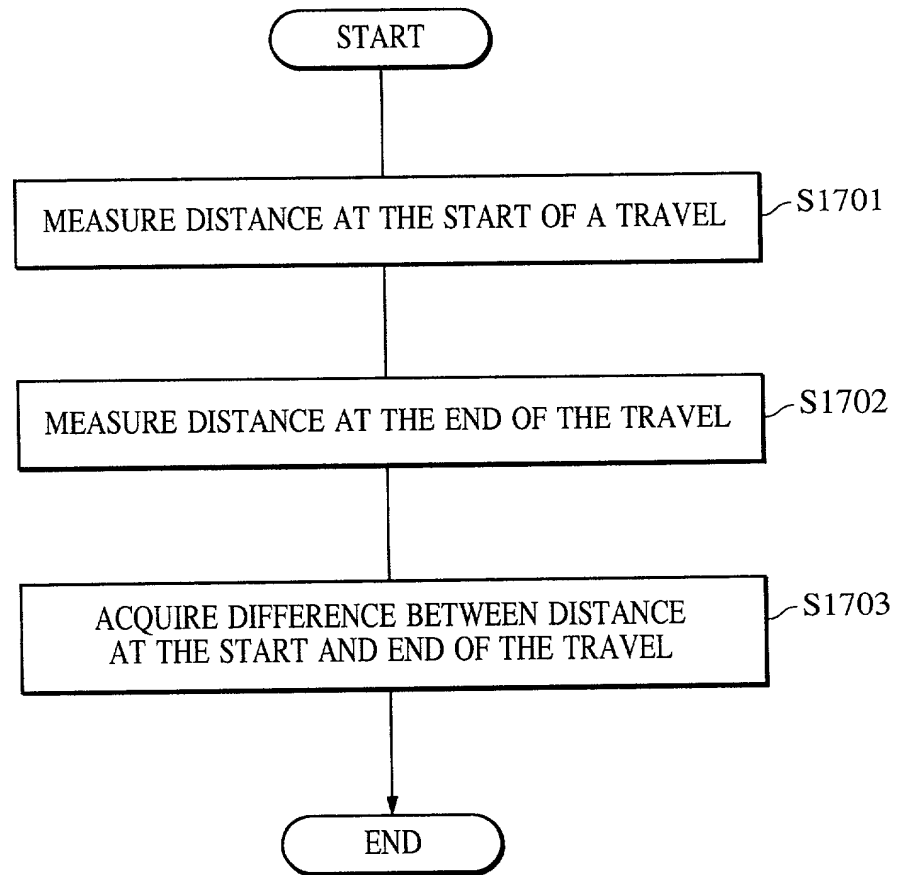 START
MEASURE DISTANCE AT THE START OF A TRAVEL
S1701
MEASURE DISTANCE AT THE END OF THE TRAVEL
S1702
ACQUIRE DIFFERENCE BETWEEN DISTANCE
AT THE START AND END OF THE TRAVEL
S1703
END